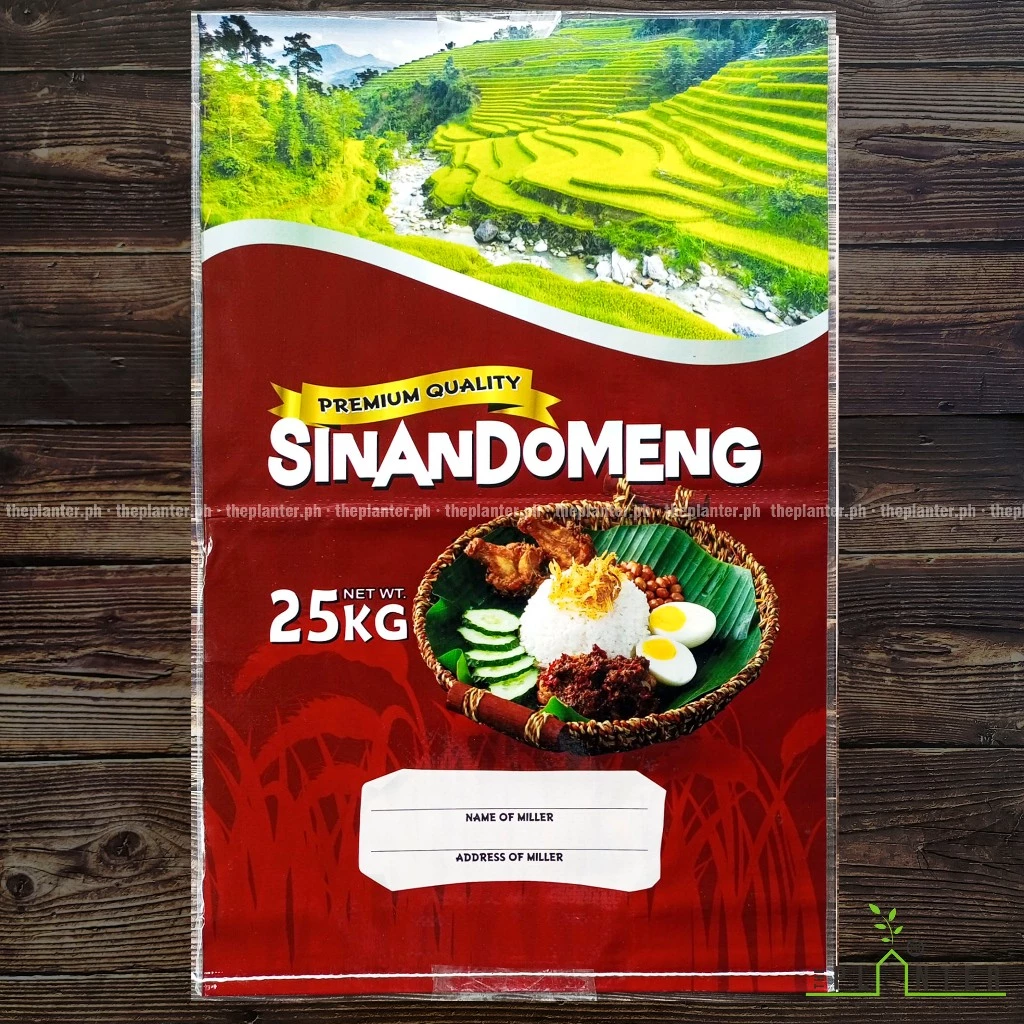 PREMIUM QUALITY
SINANDOMENG
theplanter.ph · theplanter.ph · theplanter.ph · theplanter.ph · theplanter.ph · theplanter.ph · theplanter.ph · theplanter.ph · theplanter.ph
NET WT.
25KG
NAME OF MILLER
ADDRESS OF MILLER